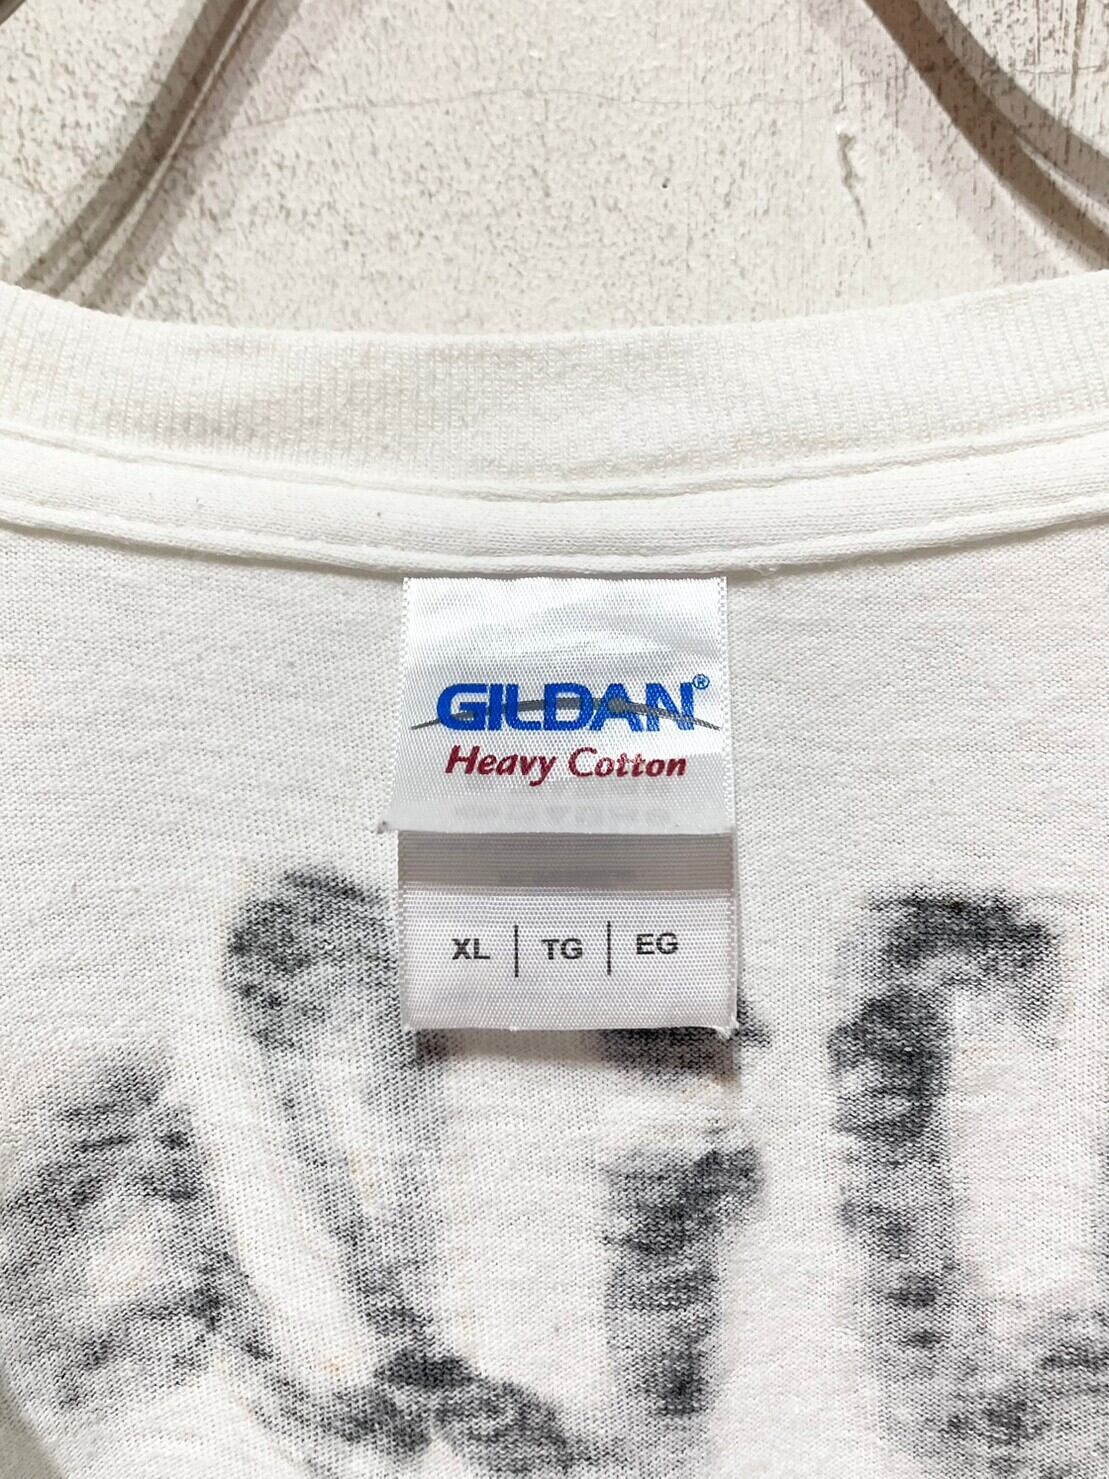 GILDAN®
Heavy Cotton
XL | TG | EG